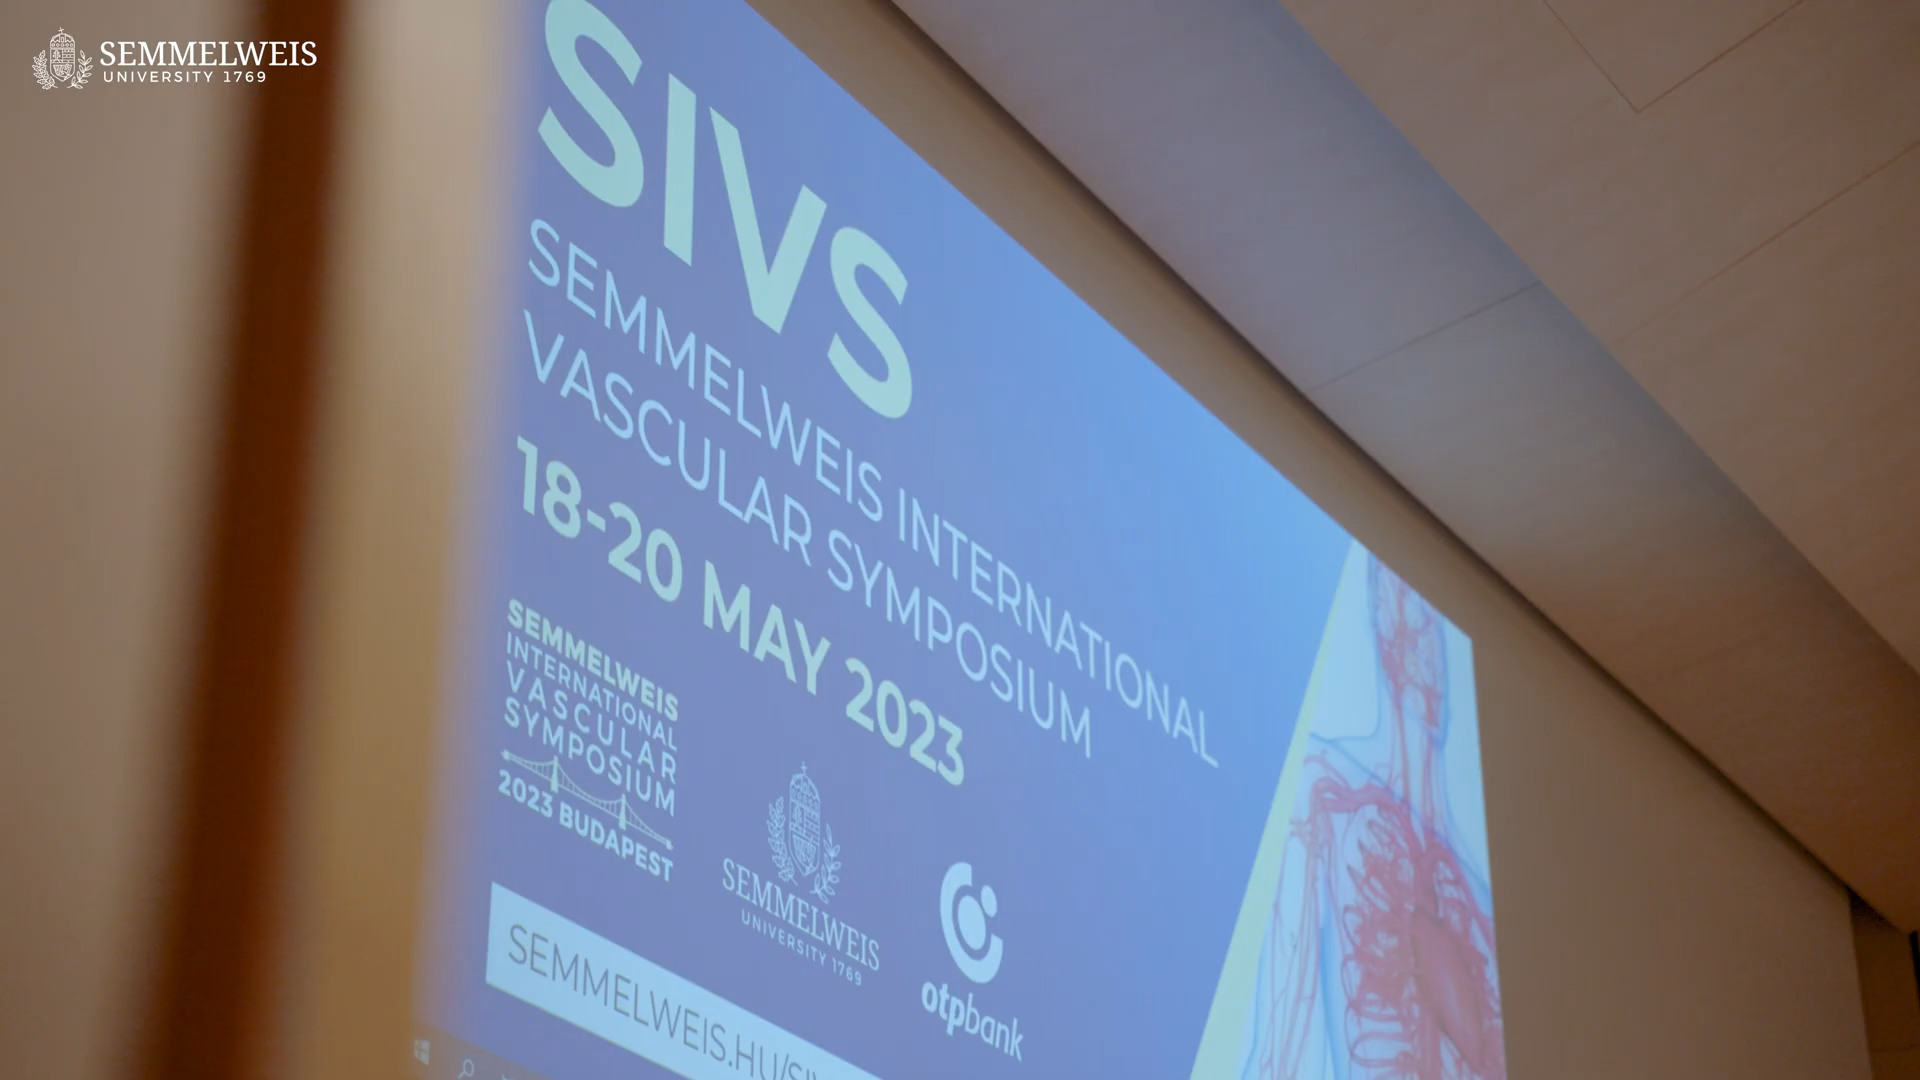 SEMMELWEIS
UNIVERSITY 1769
SIVS
SEMMELWEIS INTERNATIONAL
VASCULAR SYMPOSIUM
18-20 MAY 2023
SEMMELWEIS
INTERNATIONAL
VASCULAR
SYMPOSIUM
2023 BUDAPEST
SEMMELWEIS
UNIVERSITY 1769
otpbank
SEMMELWEIS.HU/SIV